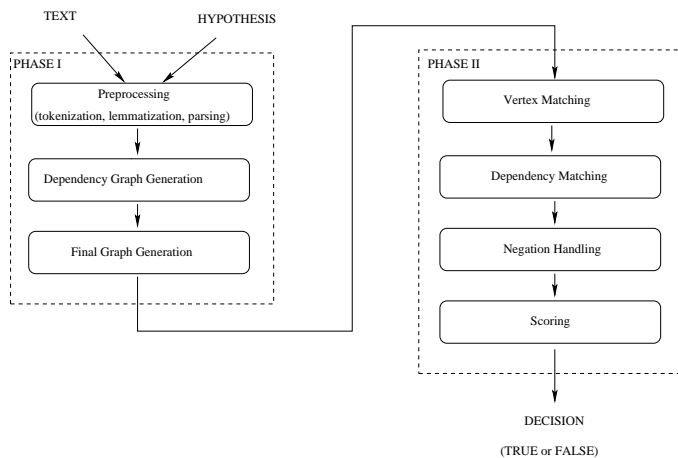 TEXT
HYPOTHESIS
PHASE I
Preprocessing
(tokenization, lemmatization, parsing)
Dependency Graph Generation
Final Graph Generation
PHASE II
Vertex Matching
Dependency Matching
Negation Handling
Scoring
DECISION
(TRUE or FALSE)